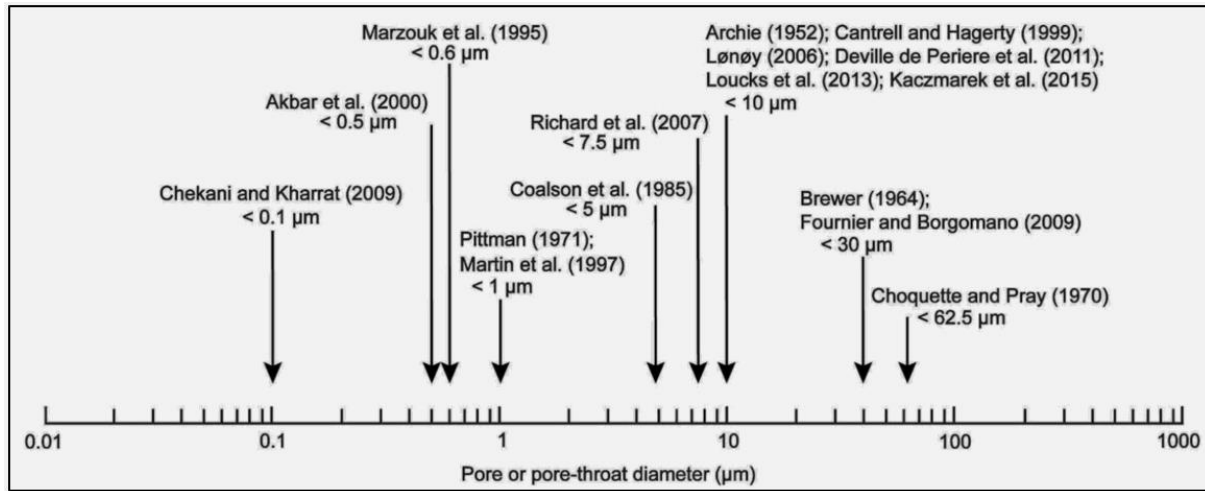 Marzouk et al. (1995)
< 0.6 µm
Archie (1952); Cantrell and Hagerty (1999);
Lønøy (2006); Deville de Periere et al. (2011);
Loucks et al. (2013); Kaczmarek et al. (2015)
< 10 µm
Akbar et al. (2000)
< 0.5 µm
Richard et al. (2007)
< 7.5 µm
Chekani and Kharrat (2009)
< 0.1 µm
Coalson et al. (1985)
< 5 µm
Brewer (1964);
Fournier and Borgomano (2009)
< 30 µm
Pittman (1971);
Martin et al. (1997)
< 1 µm
Choquette and Pray (1970)
< 62.5 µm
0.01 0.1 1 10 100 1000
Pore or pore-throat diameter (µm)